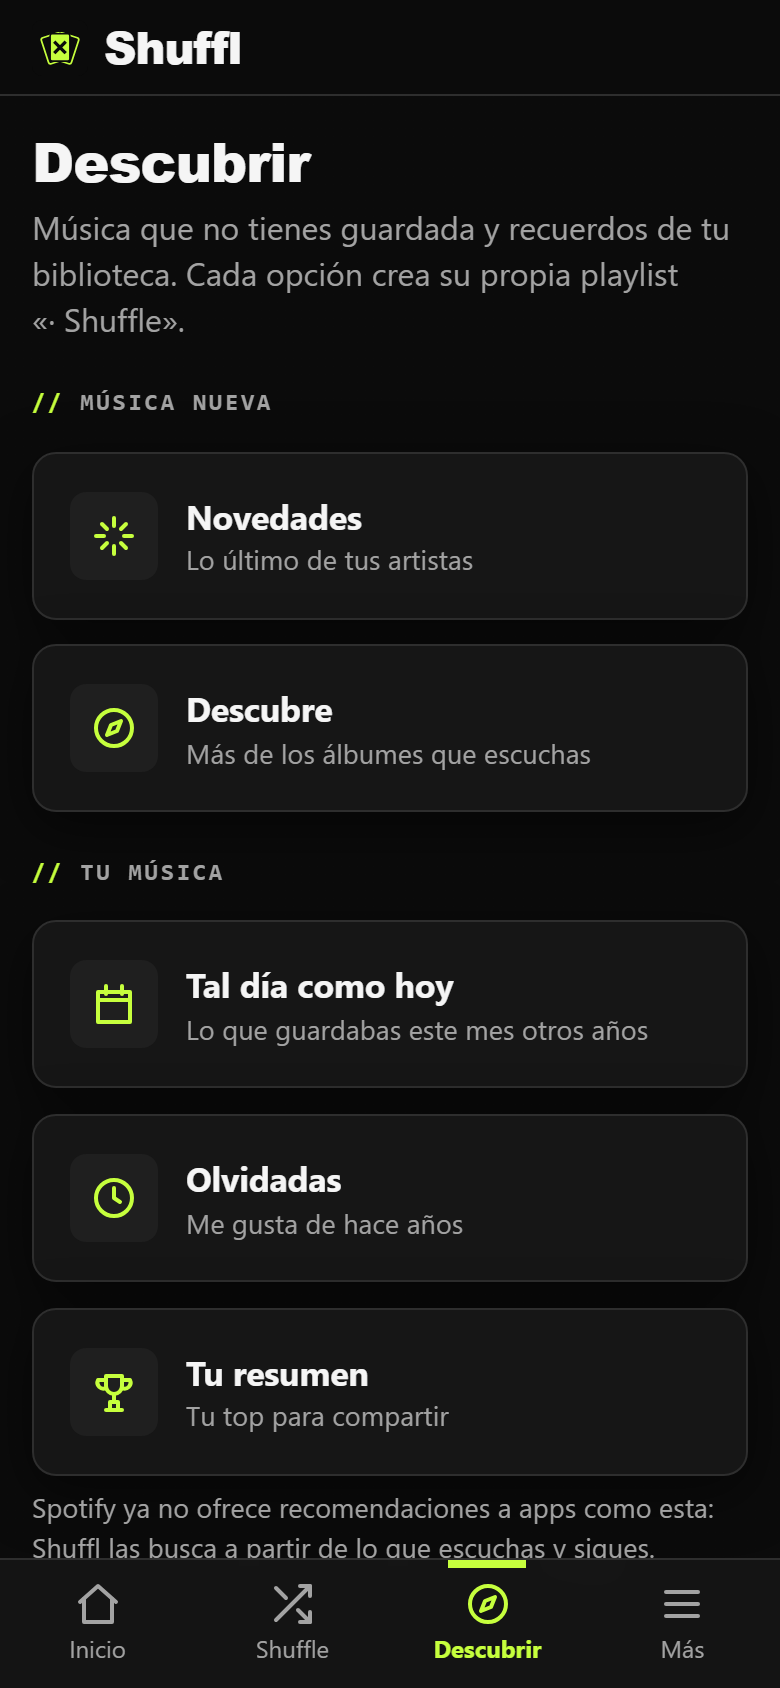 Shuffl
Descubrir
Música que no tienes guardada y recuerdos de tu
biblioteca. Cada opción crea su propia playlist
«· Shuffle».
// MÚSICA NUEVA
Novedades
Lo último de tus artistas
Descubre
Más de los álbumes que escuchas
// TU MÚSICA
Tal día como hoy
Lo que guardabas este mes otros años
Olvidadas
Me gusta de hace años
Tu resumen
Tu top para compartir
Spotify ya no ofrece recomendaciones a apps como esta:
Shuffl las busca a partir de lo que escuchas y sigues.
Inicio
Shuffle
Descubrir
Más